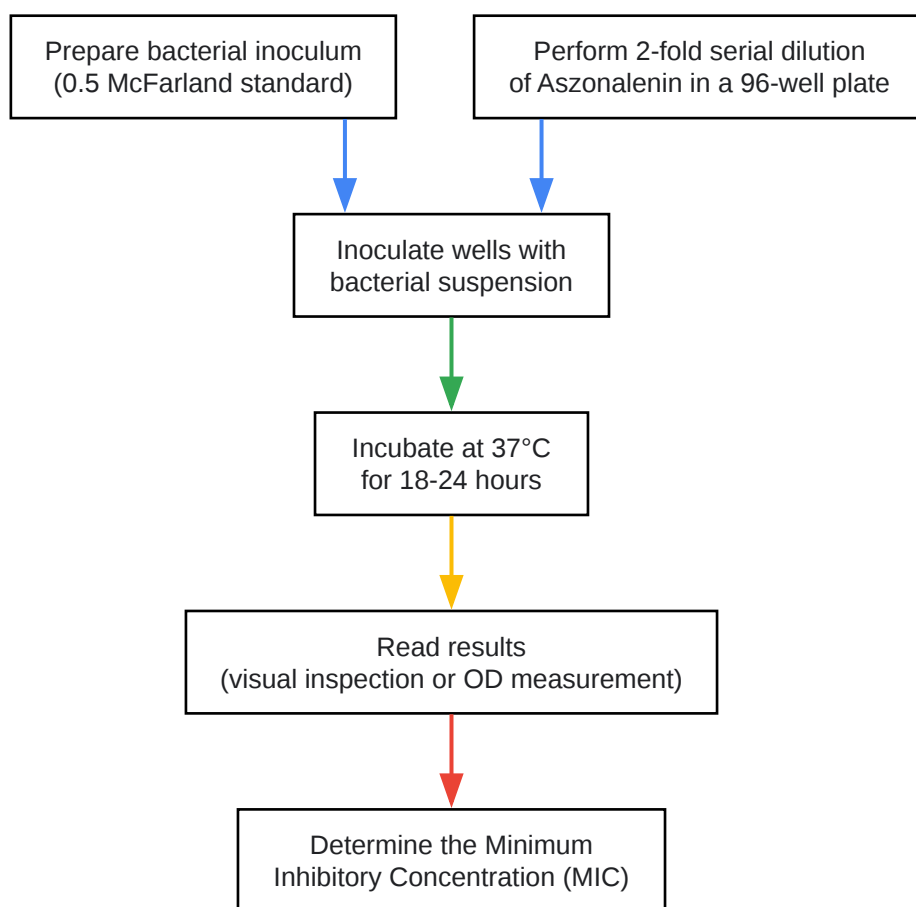 Prepare bacterial inoculum
(0.5 McFarland standard)
Perform 2-fold serial dilution
of Aszonalenin in a 96-well plate
Inoculate wells with
bacterial suspension
Incubate at 37°C
for 18-24 hours
Read results
(visual inspection or OD measurement)
Determine the Minimum
Inhibitory Concentration (MIC)